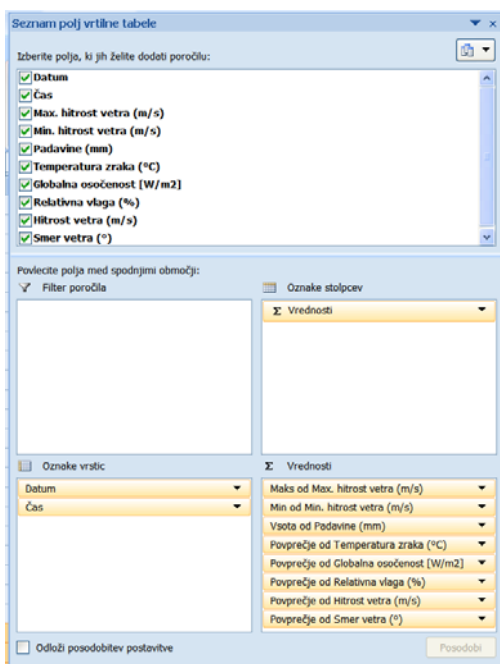 Seznam polj vrtilne tabele
Izberite polja, ki jih želite dodati poročilu:
Datum
Čas
Max. hitrost vetra (m/s)
Min. hitrost vetra (m/s)
Padavine (mm)
Temperatura zraka (ºC)
Globalna osočenost [W/m2]
Relativna vlaga (%)
Hitrost vetra (m/s)
Smer vetra (°)
Povlecite polja med spodnjimi območji:
Filter poročila
Oznake stolpcev
Σ Vrednosti
Oznake vrstic
Σ Vrednosti
Datum
Čas
Maks od Max. hitrost vetra (m/s)
Min od Min. hitrost vetra (m/s)
Vsota od Padavine (mm)
Povprečje od Temperatura zraka (ºC)
Povprečje od Globalna osočenost [W/m2]
Povprečje od Relativna vlaga (%)
Povprečje od Hitrost vetra (m/s)
Povprečje od Smer vetra (°)
Odloži posodobitev postavitve
Posodobi